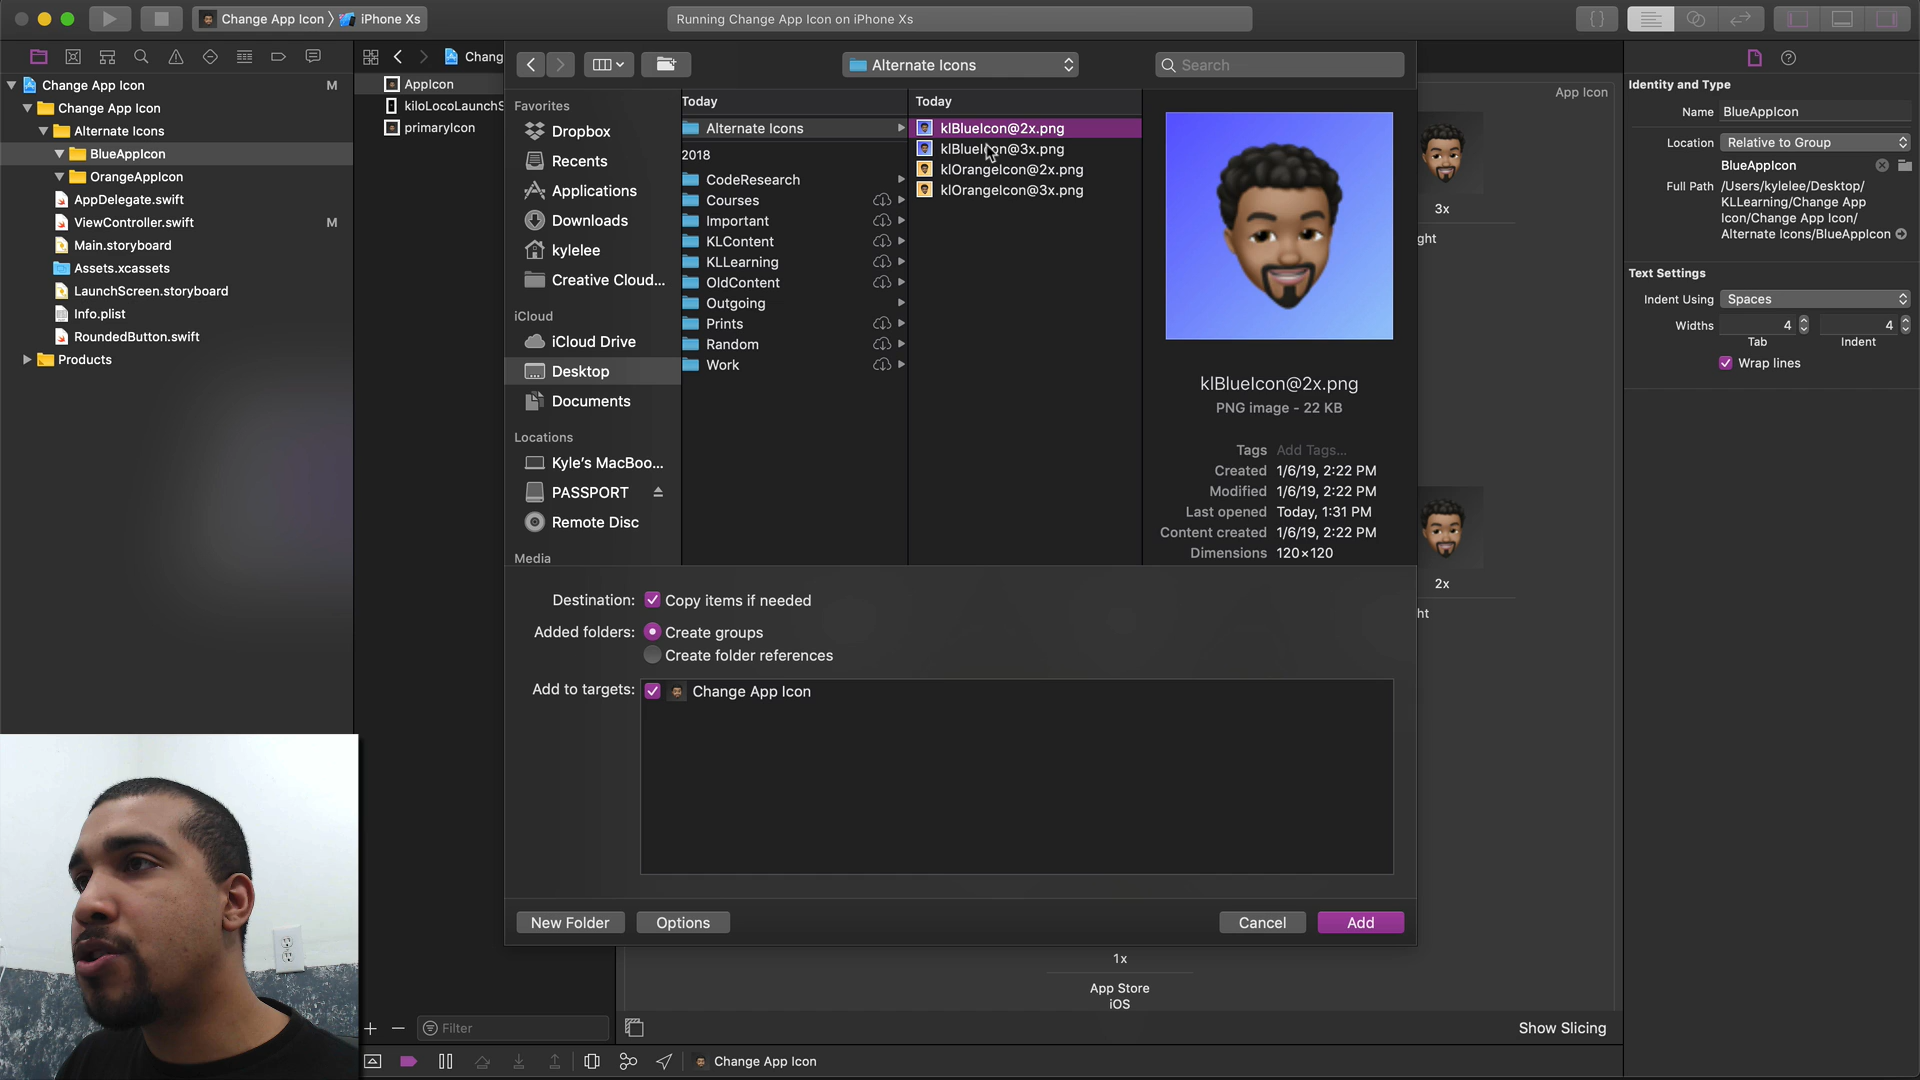 Change App Icon 〉 iPhone Xs
Running Change App Icon on iPhone Xs
Change App Icon M
Change App Icon
Alternate Icons
BlueAppIcon
OrangeAppIcon
AppDelegate.swift
ViewController.swift M
Main.storyboard
Assets.xcassets
LaunchScreen.storyboard
Info.plist
RoundedButton.swift
Products
Chang
AppIcon
kiloLocoLaunchS
primaryIcon
Alternate Icons
Search
Favorites
Dropbox
Recents
Applications
Downloads
kylelee
Creative Cloud...
iCloud
iCloud Drive
Desktop
Documents
Locations
Kyle's MacBoo...
PASSPORT
Remote Disc
Media
Today
Alternate Icons
2018
CodeResearch
Courses
Important
KLContent
KLLearning
OldContent
Outgoing
Prints
Random
Work
Today
klBlueIcon@2x.png
klBlueIcon@3x.png
klOrangeIcon@2x.png
klOrangeIcon@3x.png
klBlueIcon@2x.png
PNG image - 22 KB
Tags Add Tags...
Created 1/6/19, 2:22 PM
Modified 1/6/19, 2:22 PM
Last opened Today, 1:31 PM
Content created 1/6/19, 2:22 PM
Dimensions 120×120
Destination: Copy items if needed
Added folders: Create groups
Create folder references
Add to targets: Change App Icon
New Folder Options Cancel Add
App Icon
3x
ght
2x
ht
1x
App Store
iOS
Show Slicing
Filter
Change App Icon
Identity and Type
Name BlueAppIcon
Location Relative to Group
BlueAppIcon
Full Path /Users/kylelee/Desktop/
KLLearning/Change App
Icon/Change App Icon/
Alternate Icons/BlueAppIcon
Text Settings
Indent Using Spaces
Widths 4 4
Tab Indent
Wrap lines